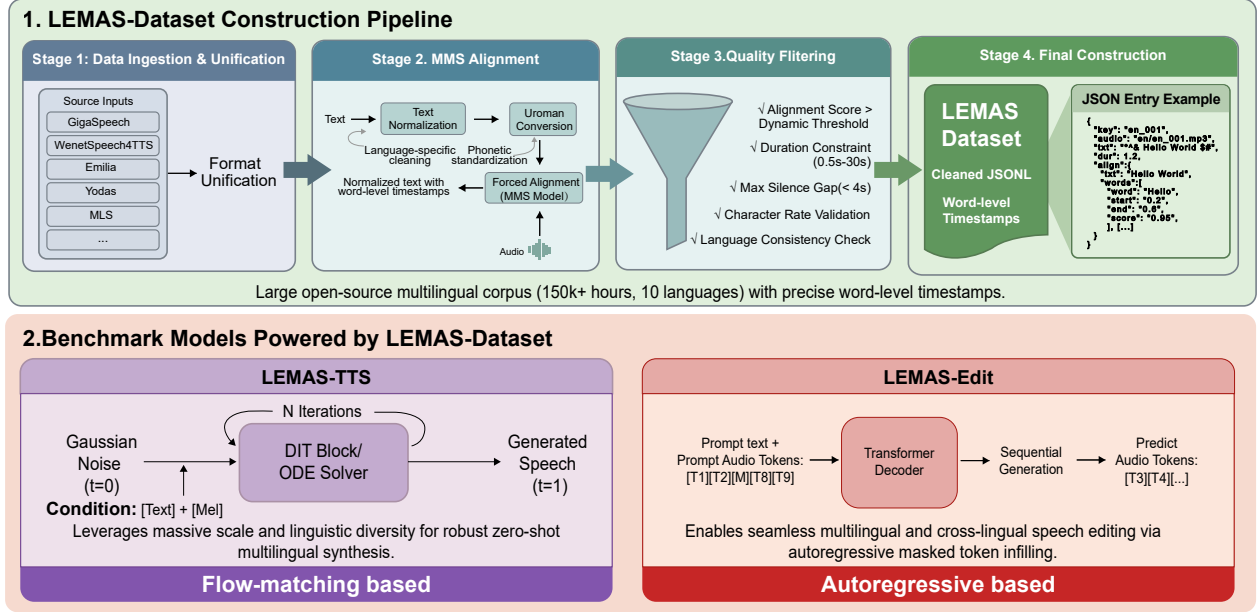 1. LEMAS-Dataset Construction Pipeline
Stage 1: Data Ingestion & Unification
Source Inputs
GigaSpeech
WenetSpeech4TTS
Emilia
Yodas
MLS
...
Format
Unification
Stage 2. MMS Alignment
Text
Text
Normalization
Uroman
Conversion
Language-specific
cleaning
Phonetic
standardization
Normalized text with
word-level timestamps
Forced Alignment
(MMS Model)
Audio
Stage 3.Quality Flitering
√ Alignment Score >
Dynamic Threshold
√ Duration Constraint
(0.5s-30s)
√ Max Silence Gap(< 4s)
√ Character Rate Validation
√ Language Consistency Check
Stage 4. Final Construction
LEMAS
Dataset
Cleaned JSONL
Word-level
Timestamps
JSON Entry Example
{
"key": "en_001",
"audio": "en/en_001.mp3",
"txt": "^& Hello World $#",
"dur": 1.2,
"align":{
"txt": "Hello World",
"words":[
"word": "Hello",
"start": "0.2",
"end": "0.6",
"score": "0.95",
], [...]
}
}
Large open-source multilingual corpus (150k+ hours, 10 languages) with precise word-level timestamps.
2.Benchmark Models Powered by LEMAS-Dataset
LEMAS-TTS
N Iterations
Gaussian
Noise
(t=0)
DIT Block/
ODE Solver
Generated
Speech
(t=1)
Condition: [Text] + [Mel]
Leverages massive scale and linguistic diversity for robust zero-shot
multilingual synthesis.
Flow-matching based
LEMAS-Edit
Prompt text +
Prompt Audio Tokens:
[T1][T2][M][T8][T9]
Transformer
Decoder
Sequential
Generation
Predict
Audio Tokens:
[T3][T4][...]
Enables seamless multilingual and cross-lingual speech editing via
autoregressive masked token infilling.
Autoregressive based